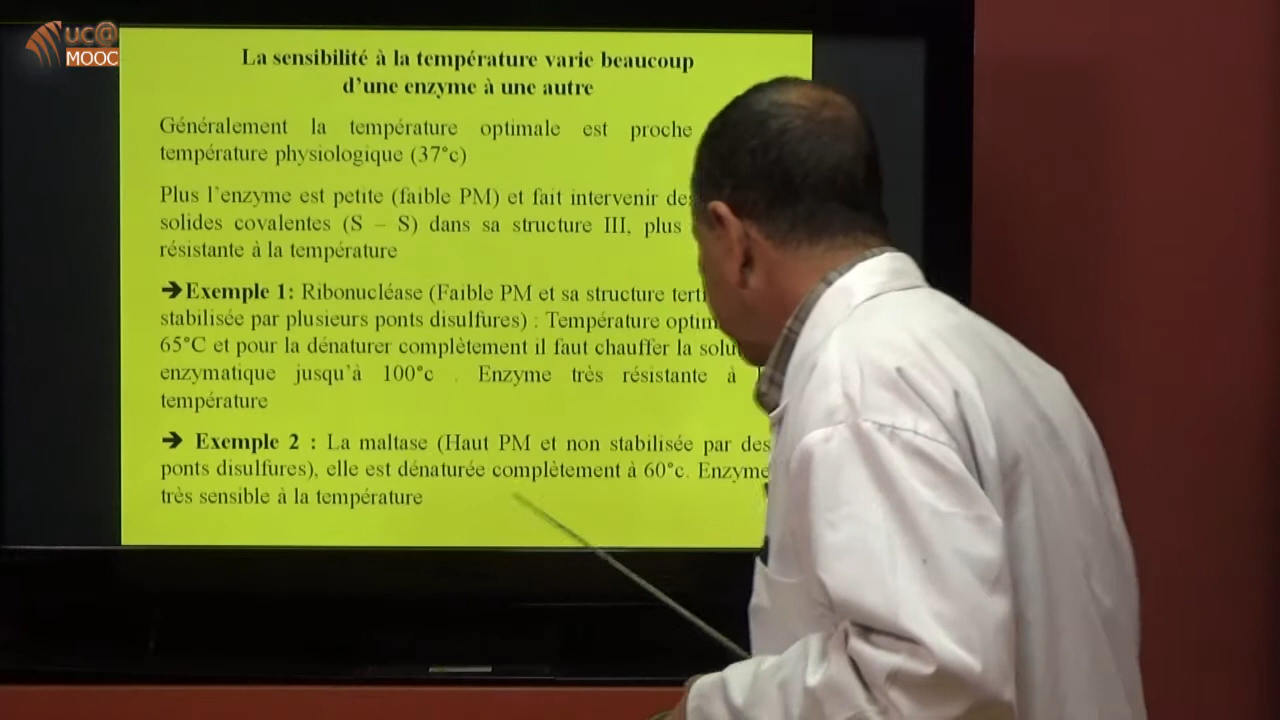 UC@
MOOC
La sensibilité à la température varie beaucoup
d'une enzyme à une autre
Généralement la température optimale est proche
température physiologique (37°c)
Plus l'enzyme est petite (faible PM) et fait intervenir
solides covalentes (S – S) dans sa structure III, plus
résistante à la température
➔Exemple 1: Ribonucléase (Faible PM et sa structure
stabilisée par plusieurs ponts disulfures) : Température
65°C et pour la dénaturer complètement il faut chauffer la
enzymatique jusqu'à 100°c . Enzyme très résistante à
température
➔ Exemple 2 : La maltase (Haut PM et non stabilisée par des
ponts disulfures), elle est dénaturée complètement à 60°c. Enzyme
très sensible à la température